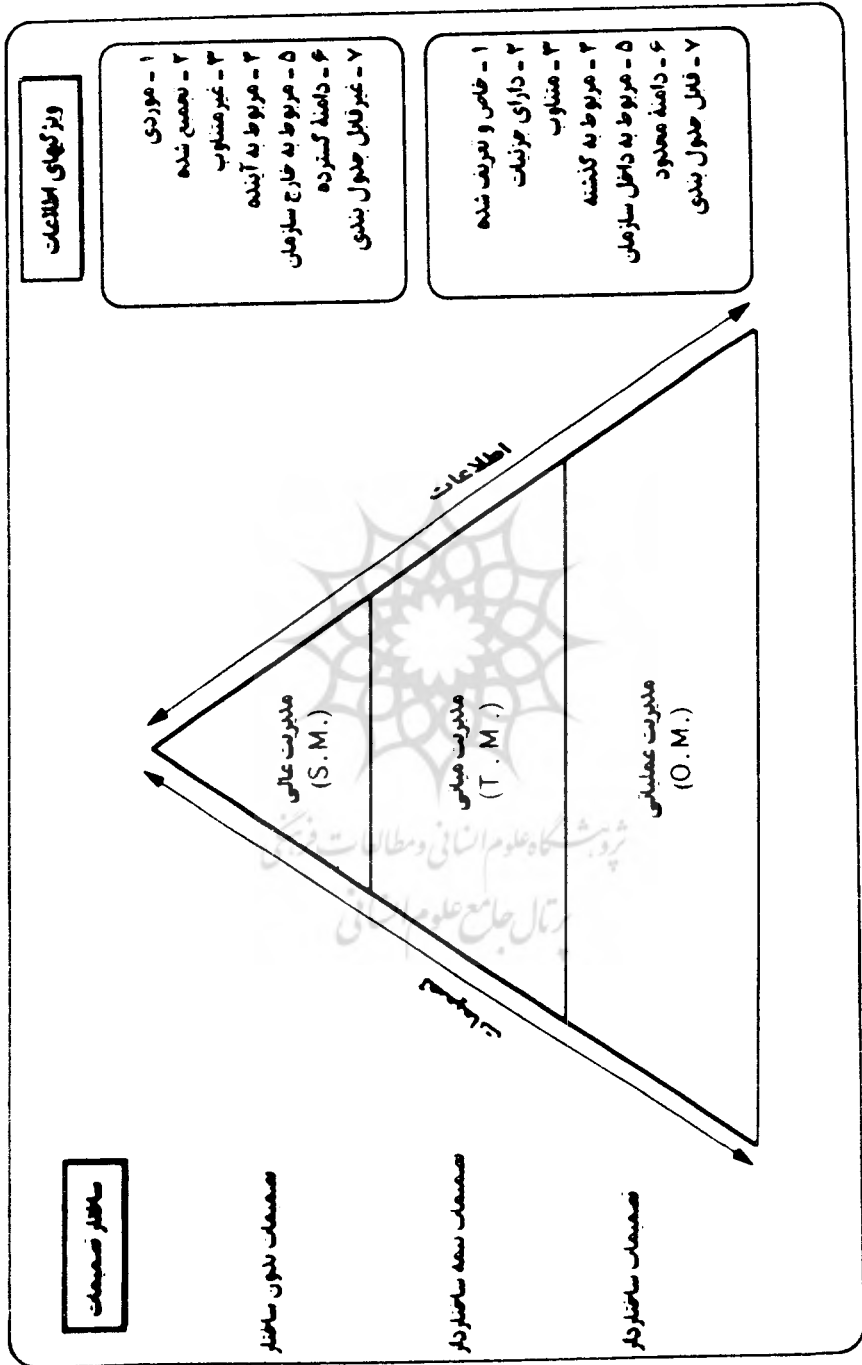 ویژگیهای اطلاعات
۱ - موردی
۲ - تجمیع شده
۳ - غیرمتناوب
۴ - مربوط به آینده
۵ - مربوط به خارج سازمان
۶ - دامنهٔ گسترده
۷ - غیرقابل جدول بندی
۱ - خاص و تعریف شده
۲ - دارای جزئیات
۳ - متناوب
۴ - مربوط به گذشته
۵ - مربوط به داخل سازمان
۶ - دامنهٔ محدود
۷ - قابل جدول بندی
اطلاعات
مدیریت عالی
(S.M.)
مدیریت میانی
(T.M.)
مدیریت عملیاتی
(O.M.)
تصمیمات
ساختار تصمیمات
تصمیمات بدون ساختار
تصمیمات نیمه ساختاردار
تصمیمات ساختاردار
پژوهشگاه علوم انسانی و مطالعات فرهنگی
پرتال جامع علوم انسانی